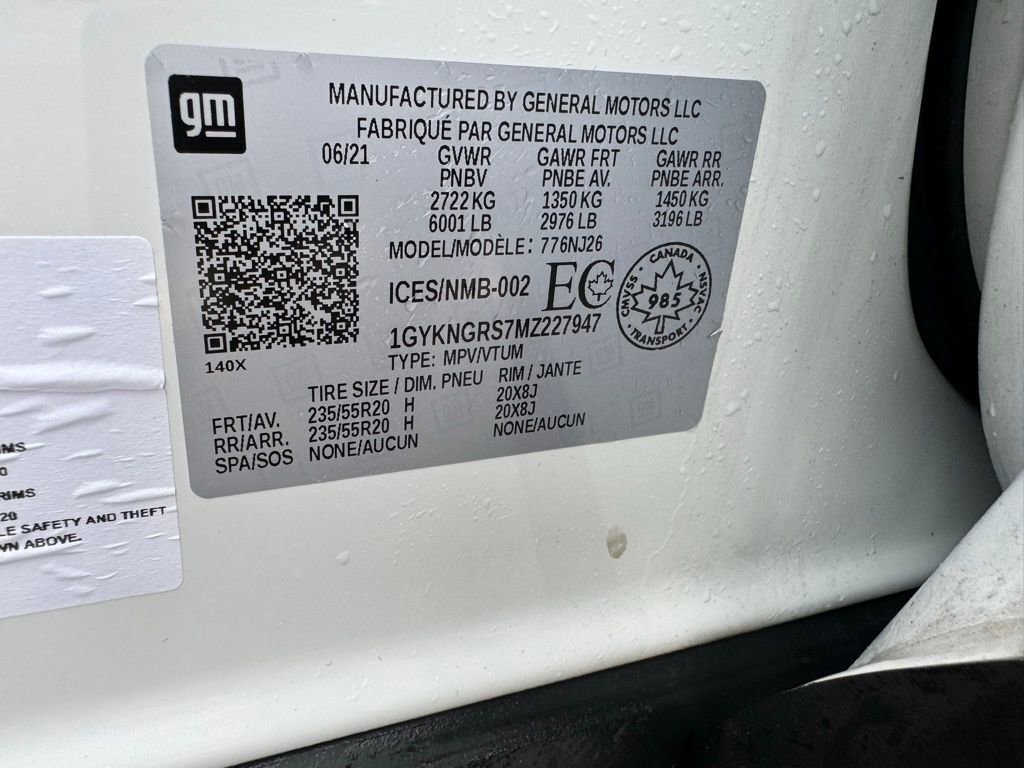 gm
MANUFACTURED BY GENERAL MOTORS LLC
FABRIQUÉ PAR GENERAL MOTORS LLC
06/21 GVWR GAWR FRT GAWR RR
PNBV PNBE AV. PNBE ARR.
2722 KG 1350 KG 1450 KG
6001 LB 2976 LB 3196 LB
MODEL/MODÈLE: 776NJ26
ICES/NMB-002 EC
CANADA
CMVSS 985 NSVAC
TRANSPORT
1GYKNGRS7MZ227947
140X
TYPE: MPV/VTUM
TIRE SIZE / DIM. PNEU RIM / JANTE
FRT/AV. 235/55R20 H 20X8J
RR/ARR. 235/55R20 H 20X8J
SPA/SOS NONE/AUCUN NONE/AUCUN
20
LE SAFETY AND THEFT
WN ABOVE.